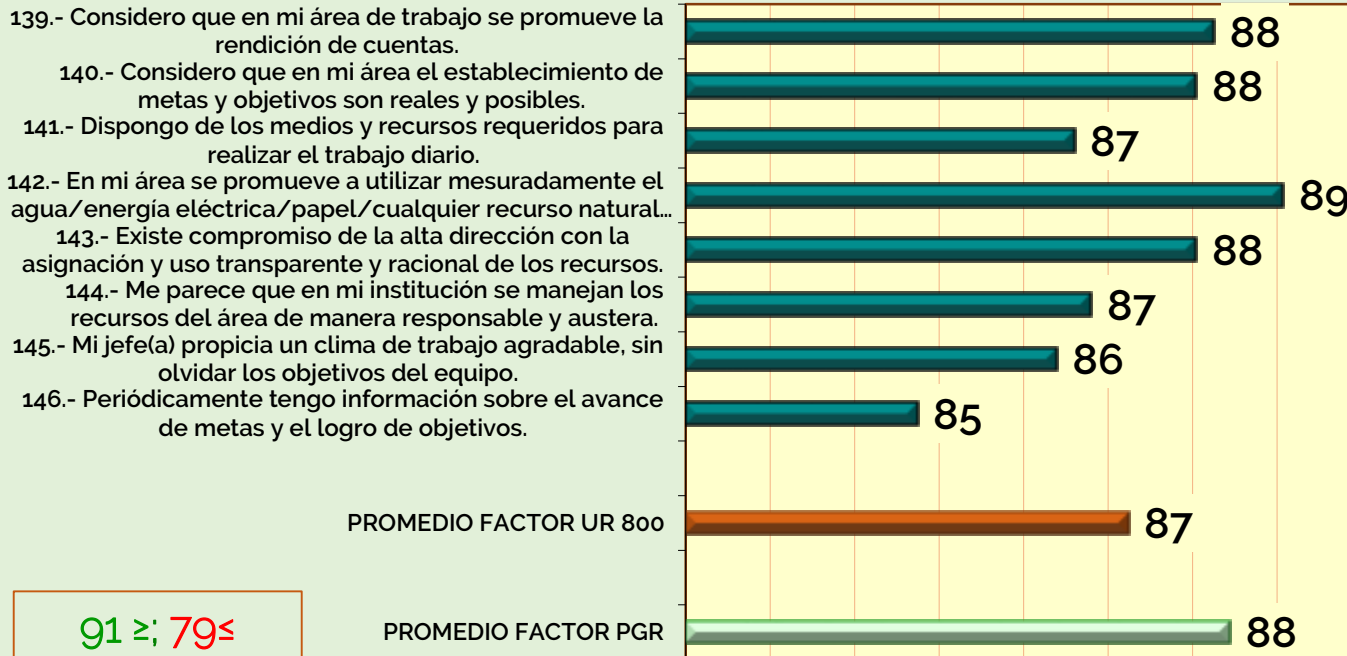 139.- Considero que en mi área de trabajo se promueve la
rendición de cuentas.
88
140.- Considero que en mi área el establecimiento de
metas y objetivos son reales y posibles.
88
141.- Dispongo de los medios y recursos requeridos para
realizar el trabajo diario.
87
142.- En mi área se promueve a utilizar mesuradamente el
agua/energía eléctrica/papel/cualquier recurso natural...
89
143.- Existe compromiso de la alta dirección con la
asignación y uso transparente y racional de los recursos.
88
144.- Me parece que en mi institución se manejan los
recursos del área de manera responsable y austera.
87
145.- Mi jefe(a) propicia un clima de trabajo agradable, sin
olvidar los objetivos del equipo.
86
146.- Periódicamente tengo información sobre el avance
de metas y el logro de objetivos.
85
PROMEDIO FACTOR UR 800
87
91 ≥; 79≤
PROMEDIO FACTOR PGR
88